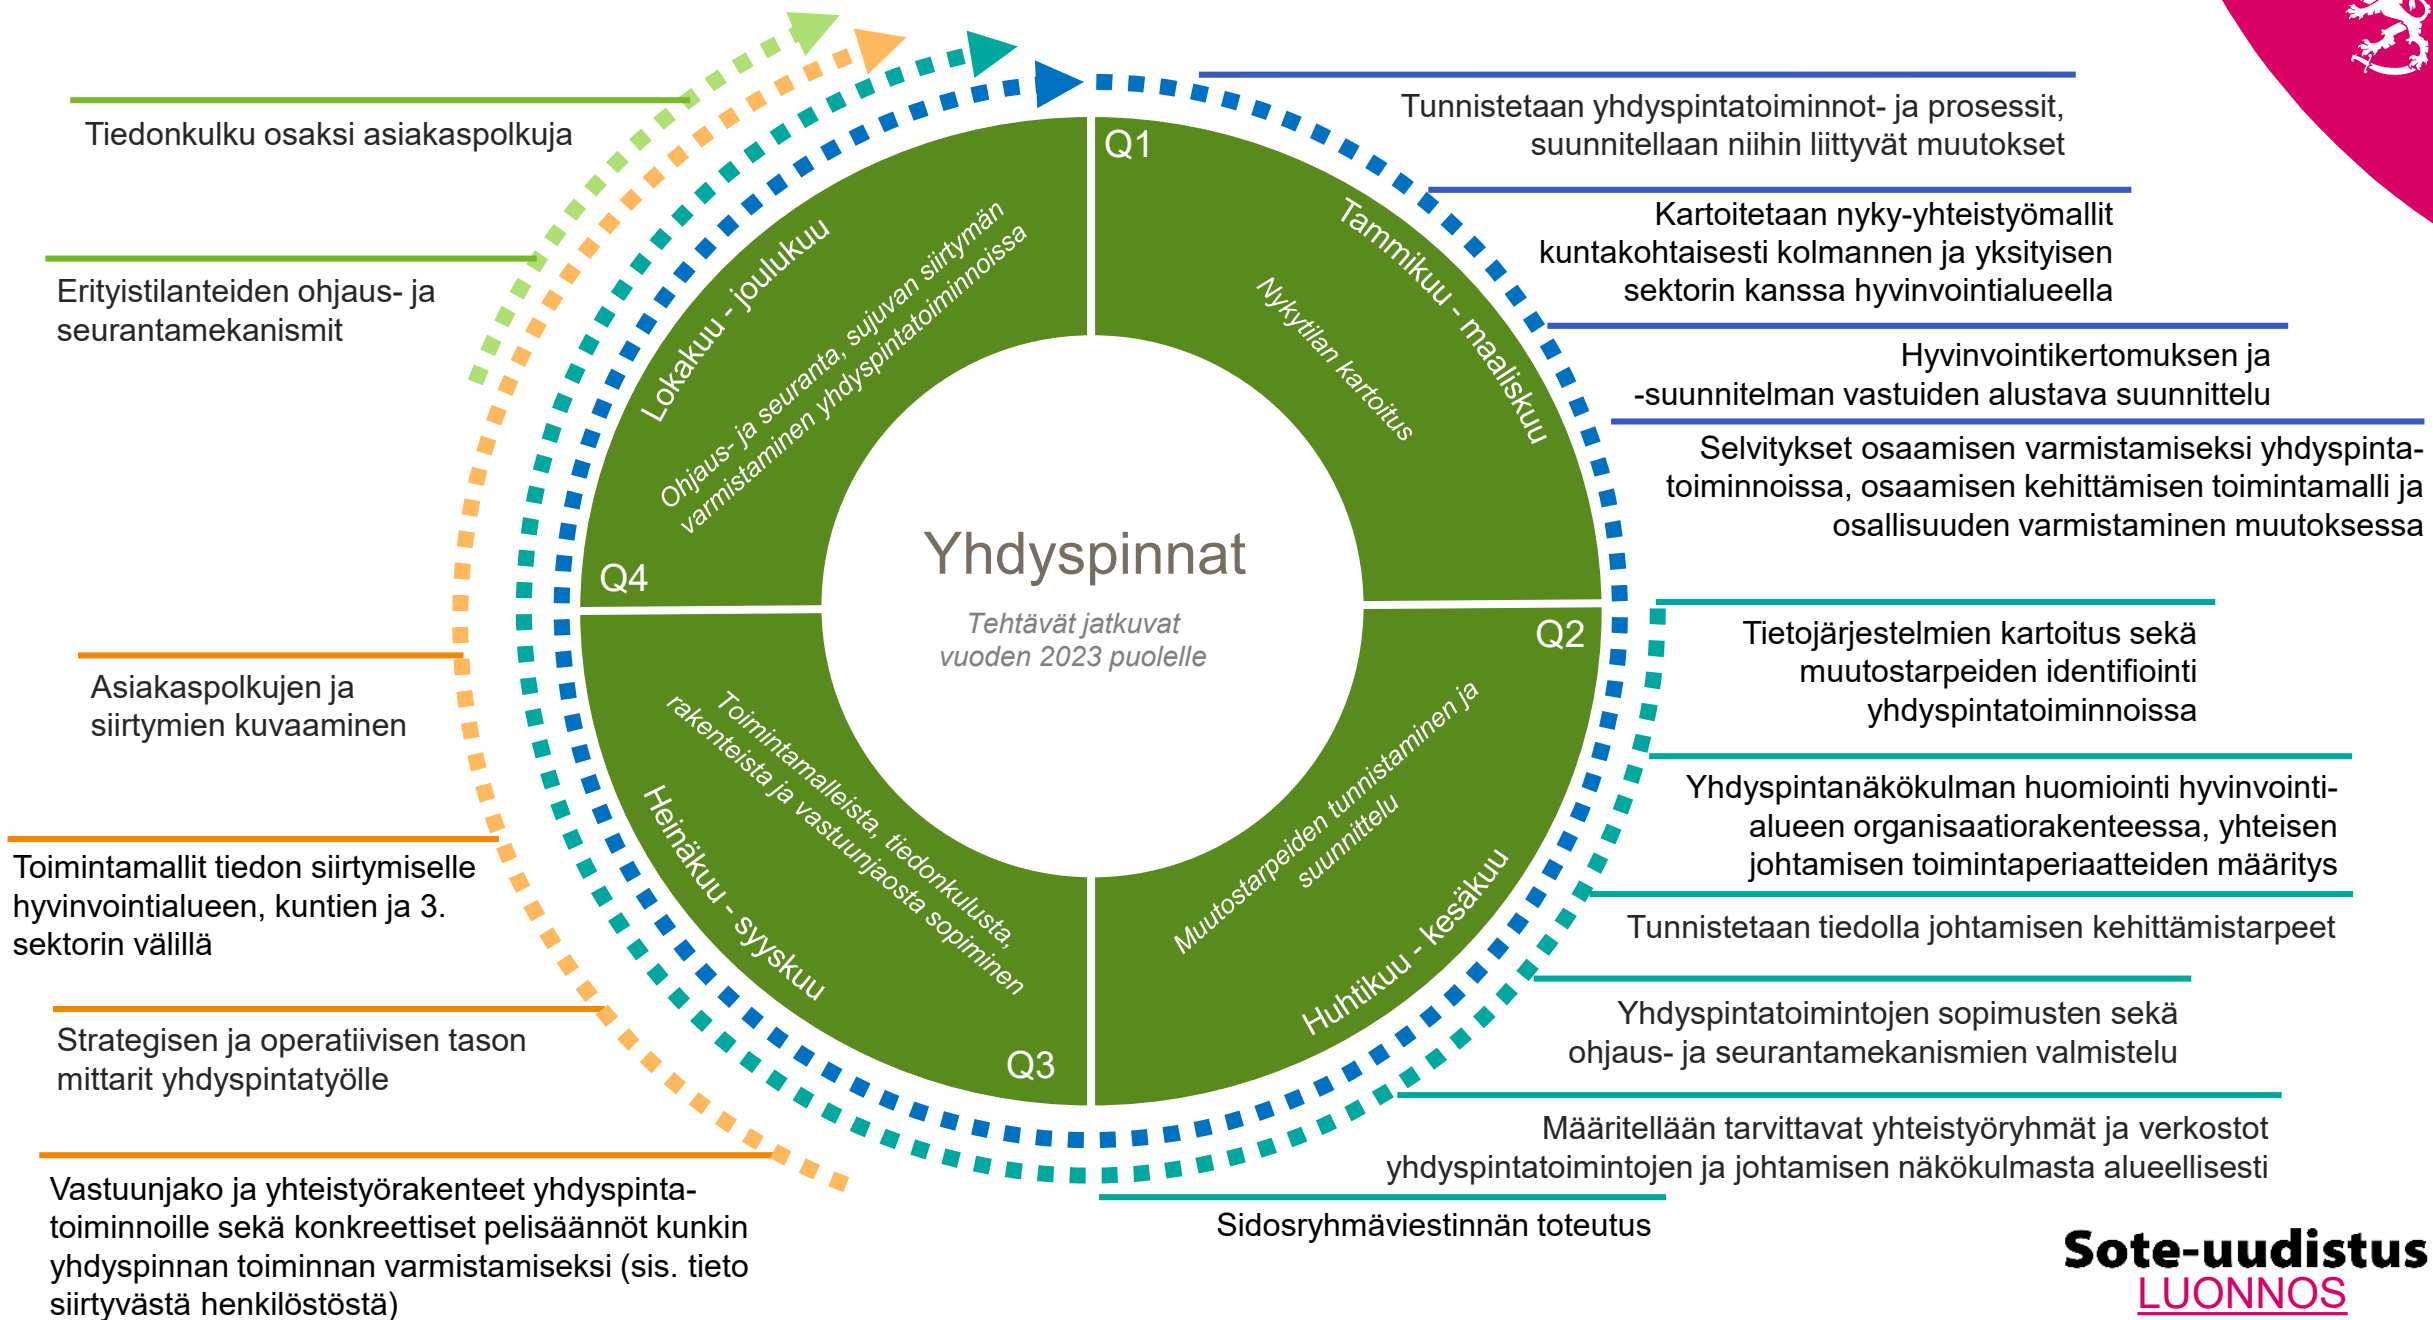 Tunnistetaan yhdyspintatoiminnot- ja prosessit,
suunnitellaan niihin liittyvät muutokset
Kartoitetaan nyky-yhteistyömallit
kuntakohtaisesti kolmannen ja yksityisen
sektorin kanssa hyvinvointialueella
Hyvinvointikertomuksen ja
-suunnitelman vastuiden alustava suunnittelu
Selvitykset osaamisen varmistamiseksi yhdyspinta-
toiminnoissa, osaamisen kehittämisen toimintamalli ja
osallisuuden varmistaminen muutoksessa
Tietojärjestelmien kartoitus sekä
muutostarpeiden identifiointi
yhdyspintatoiminnoissa
Yhdyspintanäkökulman huomiointi hyvinvointi-
alueen organisaatiorakenteessa, yhteisen
johtamisen toimintaperiaatteiden määritys
Tunnistetaan tiedolla johtamisen kehittämistarpeet
Yhdyspintatoimintojen sopimusten sekä
ohjaus- ja seurantamekanismien valmistelu
Määritellään tarvittavat yhteistyöryhmät ja verkostot
yhdyspintatoimintojen ja johtamisen näkökulmasta alueellisesti
Sidosryhmäviestinnän toteutus
Vastuunjako ja yhteistyörakenteet yhdyspinta-
toiminnoille sekä konkreettiset pelisäännöt kunkin
yhdyspinnan toiminnan varmistamiseksi (sis. tieto
siirtyvästä henkilöstöstä)
Strategisen ja operatiivisen tason
mittarit yhdyspintatyölle
Toimintamallit tiedon siirtymiselle
hyvinvointialueen, kuntien ja 3.
sektorin välillä
Asiakaspolkujen ja
siirtymien kuvaaminen
Erityistilanteiden ohjaus- ja
seurantamekanismit
Tiedonkulku osaksi asiakaspolkuja
Q1
Tammikuu - maaliskuu
Nykytilan kartoitus
Q2
Huhtikuu - kesäkuu
Muutostarpeiden tunnistaminen ja
suunnittelu
Q3
Heinäkuu - syyskuu
Toimintamalleista, tiedonkulusta,
rakenteista ja vastuunjaosta sopiminen
Q4
Lokakuu - joulukuu
Ohjaus- ja seuranta, sujuvan siirtymän
varmistaminen yhdyspintatoiminnoissa
Yhdyspinnat
Tehtävät jatkuvat
vuoden 2023 puolelle
Sote-uudistus
LUONNOS